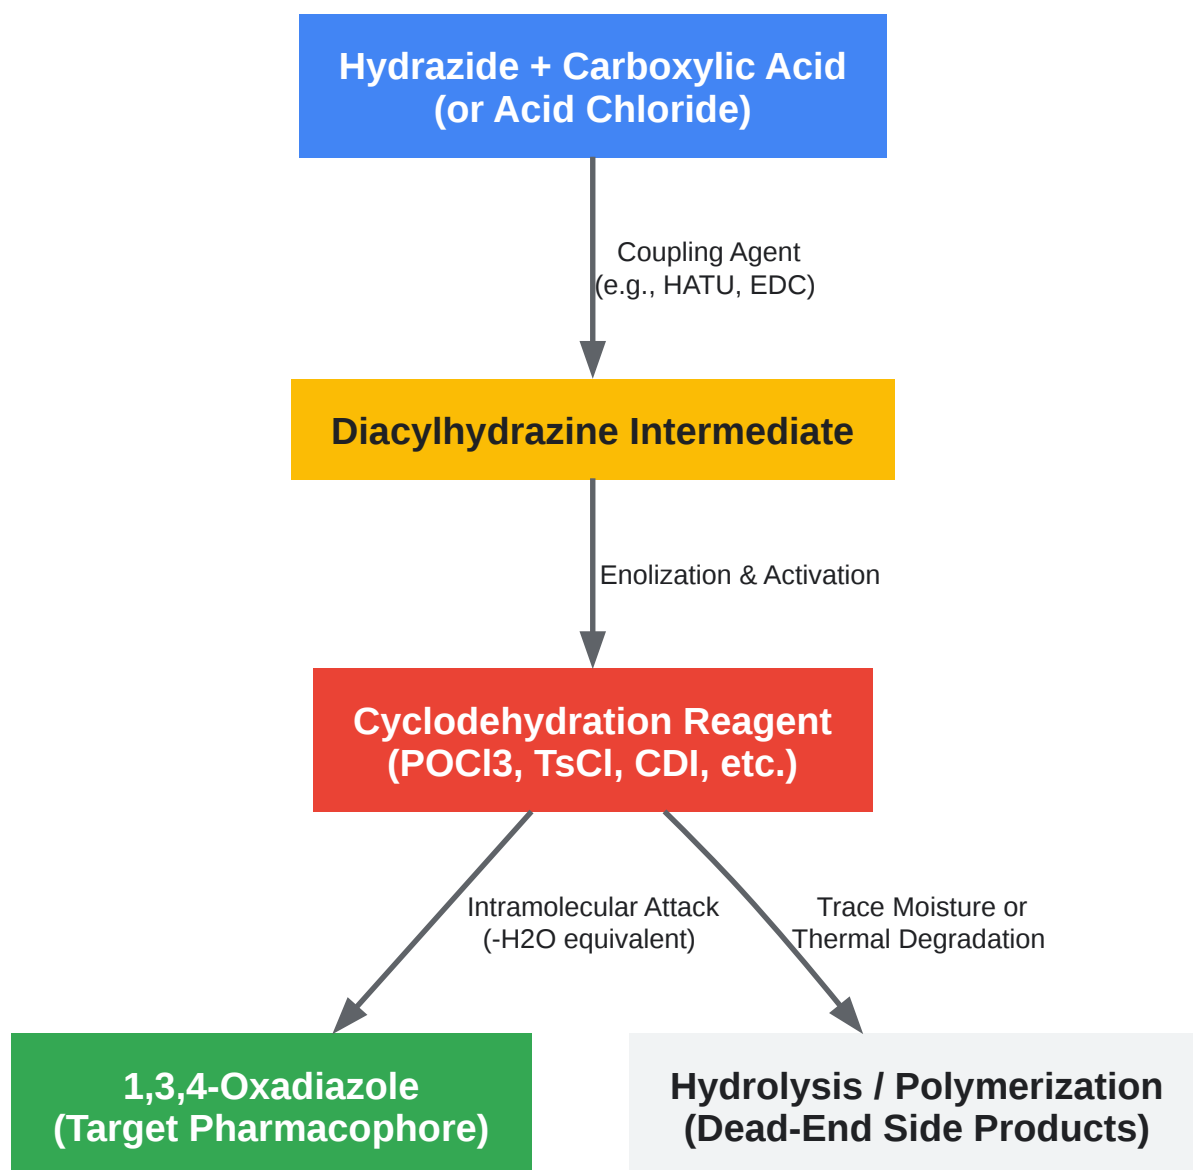 Hydrazide + Carboxylic Acid
(or Acid Chloride)
Coupling Agent
(e.g., HATU, EDC)
Diacylhydrazine Intermediate
Enolization & Activation
Cyclodehydration Reagent
(POCl3, TsCl, CDI, etc.)
Intramolecular Attack
(-H2O equivalent)
Trace Moisture or
Thermal Degradation
1,3,4-Oxadiazole
(Target Pharmacophore)
Hydrolysis / Polymerization
(Dead-End Side Products)